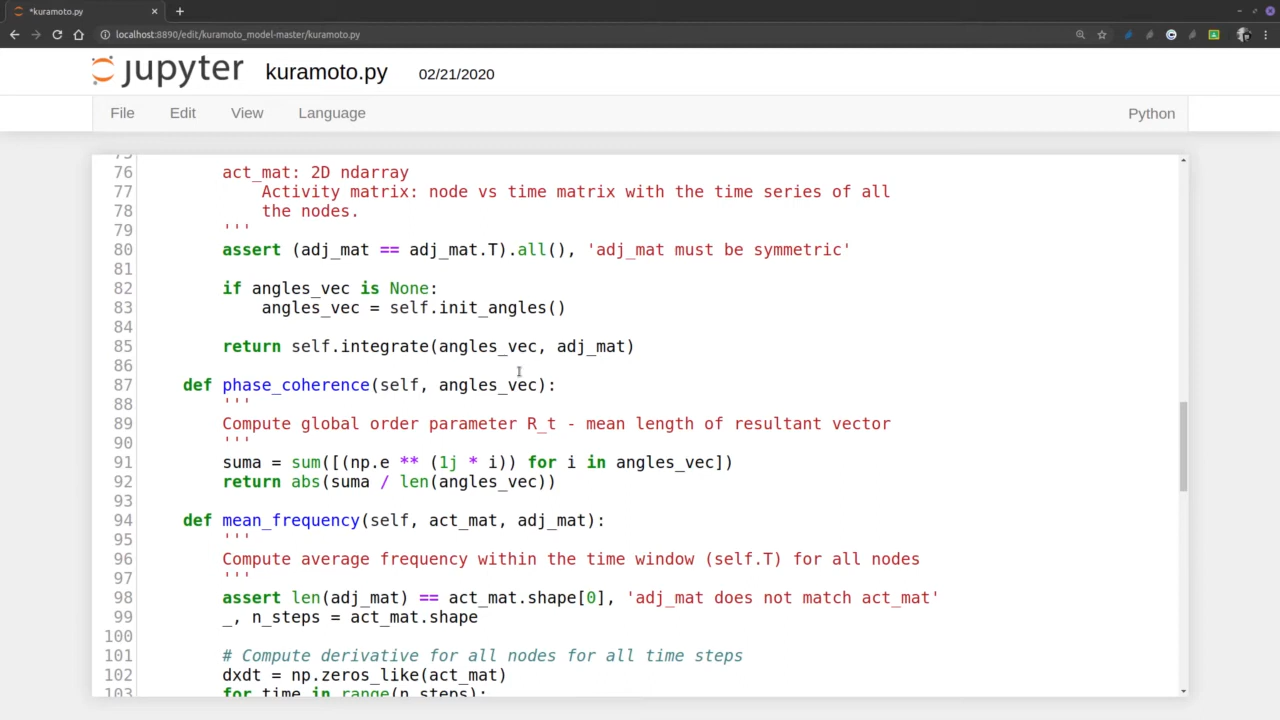 *kuramoto.py
localhost:8890/edit/kuramoto_model-master/kuramoto.py
jupyter kuramoto.py 02/21/2020
File Edit View Language Python
75
76 act_mat: 2D ndarray
77 Activity matrix: node vs time matrix with the time series of all
78 the nodes.
79 '''
80 assert (adj_mat == adj_mat.T).all(), 'adj_mat must be symmetric'
81
82 if angles_vec is None:
83 angles_vec = self.init_angles()
84
85 return self.integrate(angles_vec, adj_mat)
86
87 def phase_coherence(self, angles_vec):
88 '''
89 Compute global order parameter R_t - mean length of resultant vector
90 '''
91 suma = sum([(np.e ** (1j * i)) for i in angles_vec])
92 return abs(suma / len(angles_vec))
93
94 def mean_frequency(self, act_mat, adj_mat):
95 '''
96 Compute average frequency within the time window (self.T) for all nodes
97 '''
98 assert len(adj_mat) == act_mat.shape[0], 'adj_mat does not match act_mat'
99 _, n_steps = act_mat.shape
100
101 # Compute derivative for all nodes for all time steps
102 dxdt = np.zeros_like(act_mat)
103 for time in range(n_steps):